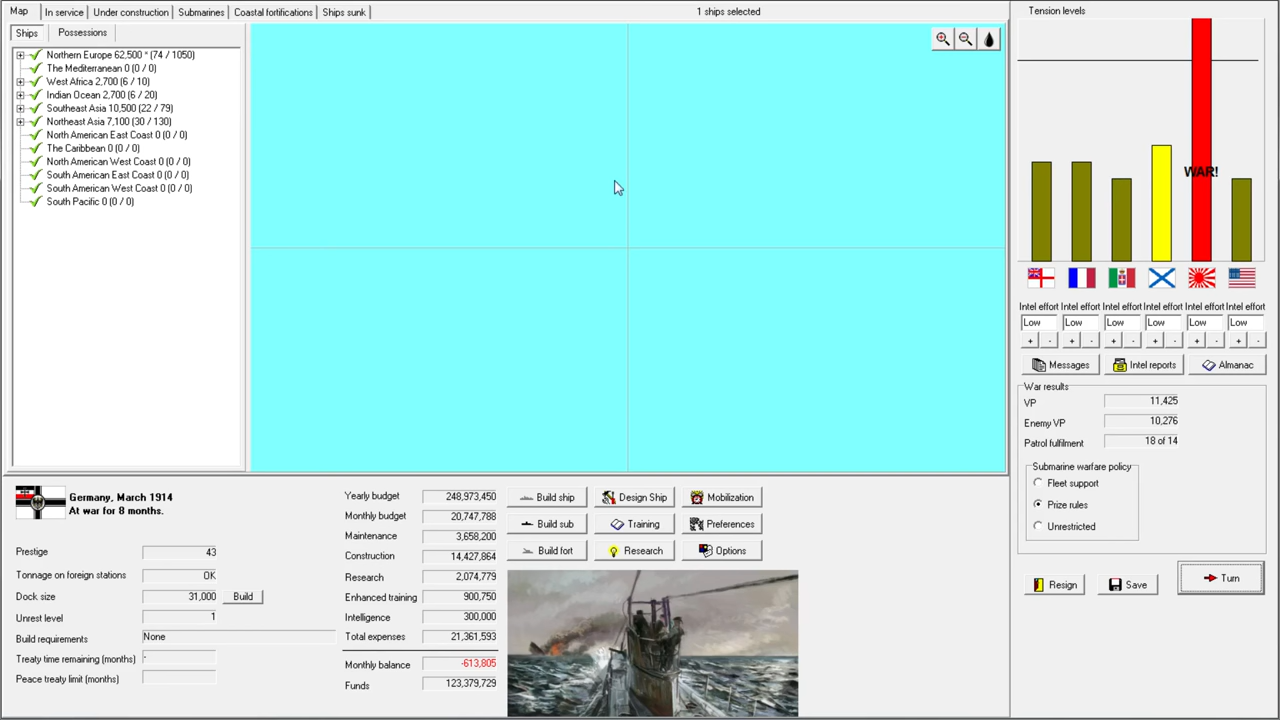 Map
In service
Under construction
Submarines
Coastal fortifications
Ships sunk
1 ships selected
Ships
Possessions
Northern Europe 62,500 * (74 / 1050)
The Mediterranean 0 (0 / 0)
West Africa 2,700 (6 / 10)
Indian Ocean 2,700 (6 / 20)
Southeast Asia 10,500 (22 / 79)
Northeast Asia 7,100 (30 / 130)
North American East Coast 0 (0 / 0)
The Caribbean 0 (0 / 0)
North American West Coast 0 (0 / 0)
South American East Coast 0 (0 / 0)
South American West Coast 0 (0 / 0)
South Pacific 0 (0 / 0)
Tension levels
WAR!
Intel effort Intel effort Intel effort Intel effort Intel effort Intel effort
Low Low Low Low Low Low
+ - + - + - + - + - + -
Messages
Intel reports
Almanac
War results
VP 11,425
Enemy VP 10,276
Patrol fulfilment 18 of 14
Submarine warfare policy
Fleet support
Prize rules
Unrestricted
Resign
Save
Turn
Germany, March 1914
At war for 8 months.
Prestige 43
Tonnage on foreign stations OK
Dock size 31,000 Build
Unrest level 1
Build requirements None
Treaty time remaining (months) -
Peace treaty limit (months)
Yearly budget 248,973,450
Monthly budget 20,747,788
Maintenance 3,658,200
Construction 14,427,864
Research 2,074,779
Enhanced training 900,750
Intelligence 300,000
Total expenses 21,361,593
Monthly balance -613,805
Funds 123,379,729
Build ship
Design Ship
Mobilization
Build sub
Training
Preferences
Build fort
Research
Options